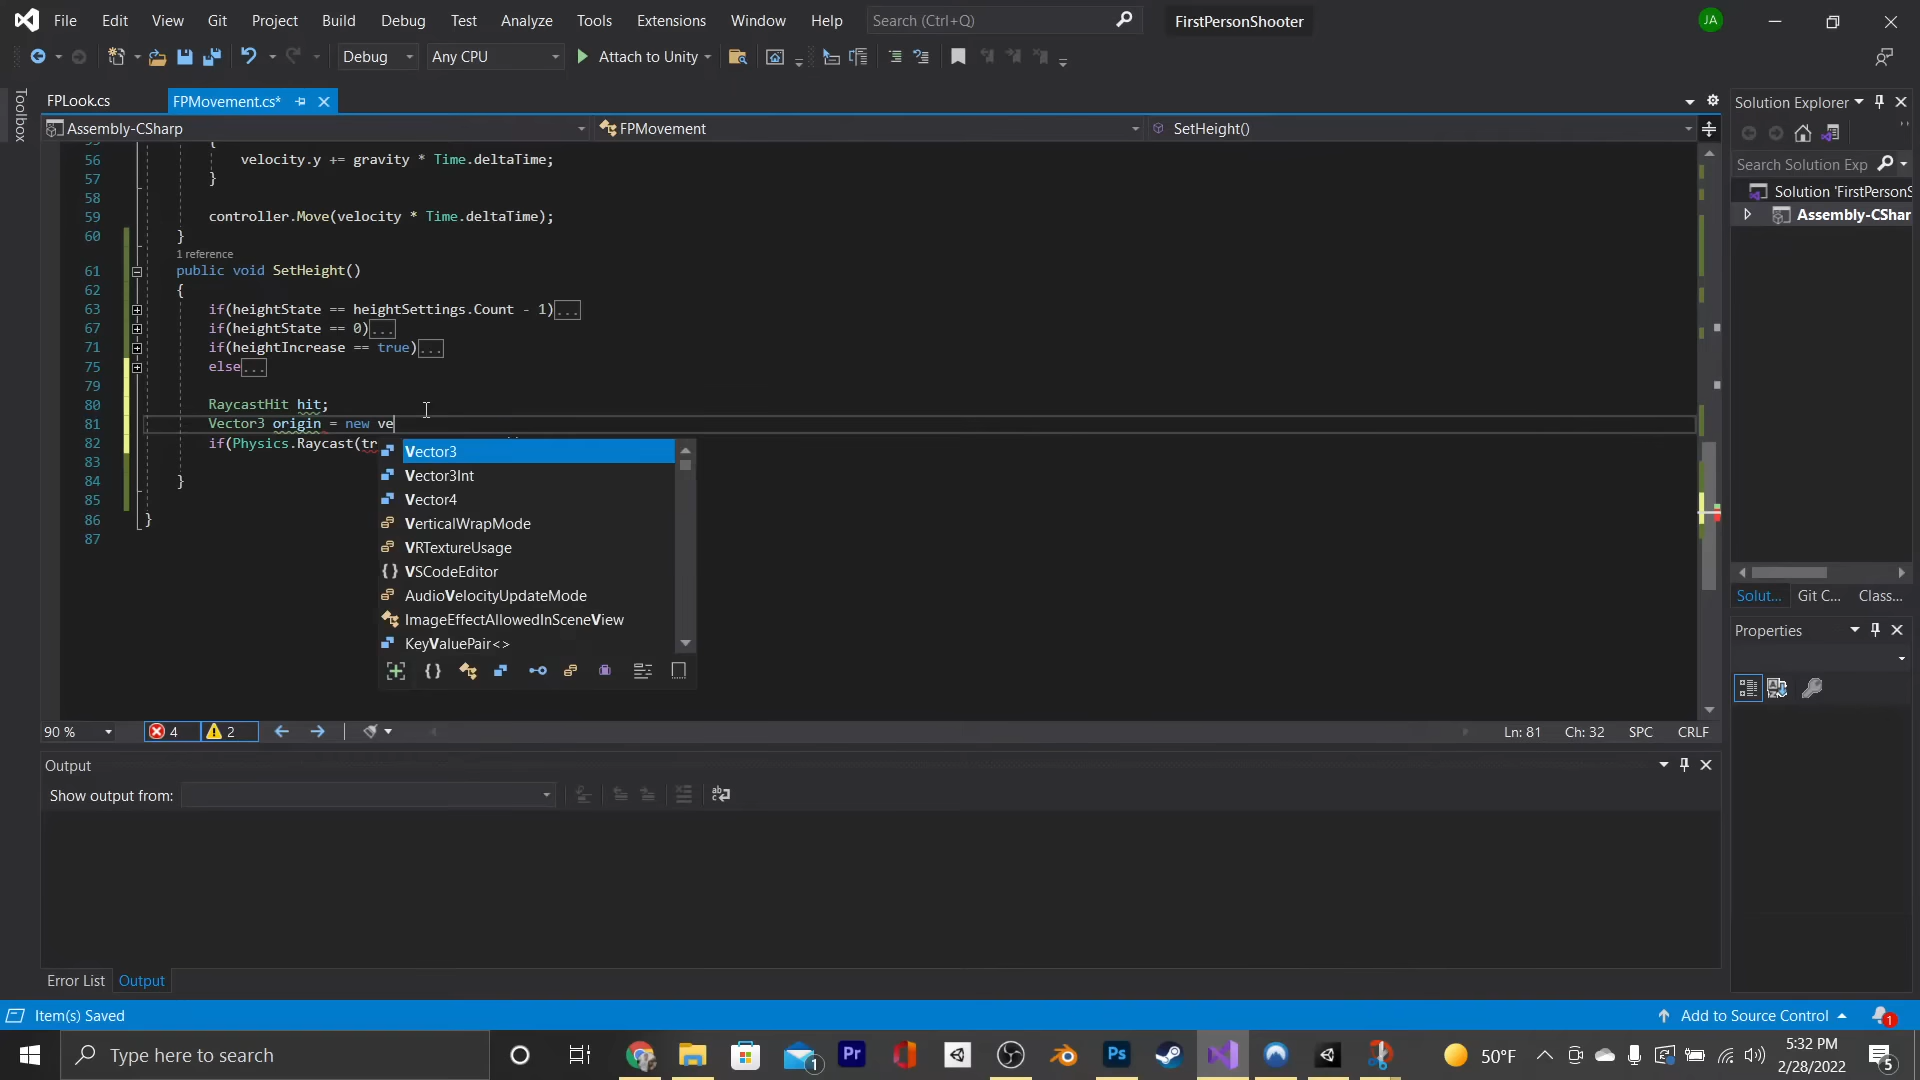 File Edit View Git Project Build Debug Test Analyze Tools Extensions Window Help Search (Ctrl+Q) FirstPersonShooter JA
Debug Any CPU Attach to Unity
Toolbox
FPLook.cs FPMovement.cs*
Assembly-CSharp FPMovement SetHeight()
55 {
56 velocity.y += gravity * Time.deltaTime;
57 }
58
59 controller.Move(velocity * Time.deltaTime);
60 }
1 reference
61 public void SetHeight()
62 {
63 if(heightState == heightSettings.Count - 1)...
67 if(heightState == 0)...
71 if(heightIncrease == true)...
75 else...
79
80 RaycastHit hit;
81 Vector3 origin = new ve
82 if(Physics.Raycast(tr
83
84 }
85
86 }
87
Vector3
Vector3Int
Vector4
VerticalWrapMode
VRTextureUsage
VSCodeEditor
AudioVelocityUpdateMode
ImageEffectAllowedInSceneView
KeyValuePair<>
90 % 4 2 Ln: 81 Ch: 32 SPC CRLF
Output
Show output from:
Error List Output
Solution Explorer
Search Solution Exp
Solution 'FirstPersonS
Assembly-CShar
Solut... Git C... Class...
Properties
Item(s) Saved Add to Source Control 1
Type here to search 1 Pr Ps 50°F 5:32 PM
2/28/2022 5